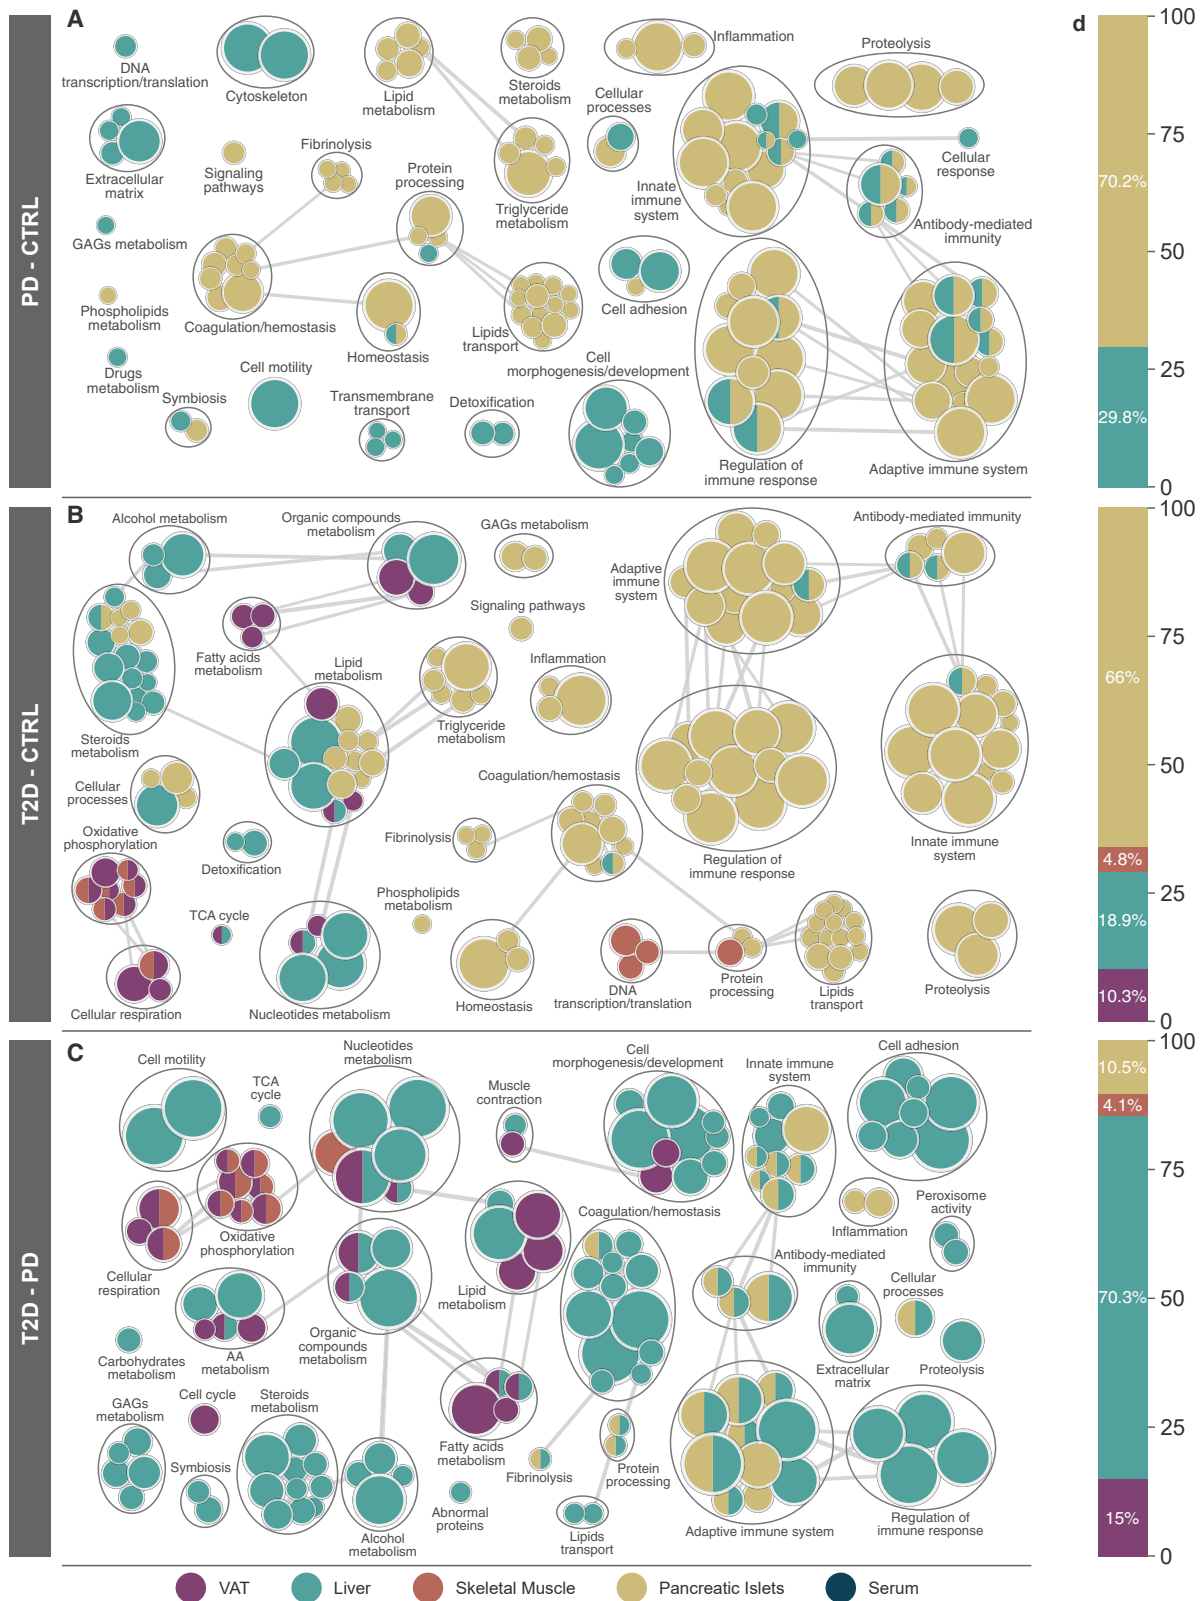 A
d
PD - CTRL
DNA
transcription/translation
Cytoskeleton
Lipid
metabolism
Steroids
metabolism
Inflammation
Proteolysis
Extracellular
matrix
Signaling
pathways
Fibrinolysis
Protein
processing
Triglyceride
metabolism
Cellular
processes
Innate
immune
system
Cellular
response
Antibody-mediated
immunity
GAGs metabolism
Phospholipids
metabolism
Coagulation/hemostasis
Homeostasis
Lipids
transport
Cell adhesion
Drugs
metabolism
Cell motility
Symbiosis
Transmembrane
transport
Detoxification
Cell
morphogenesis/development
Regulation of
immune response
Adaptive immune system
100
75
70.2%
50
25
29.8%
0
B
T2D - CTRL
Alcohol metabolism
Organic compounds
metabolism
GAGs metabolism
Adaptive
immune
system
Antibody-mediated immunity
Signaling pathways
Fatty acids
metabolism
Lipid
metabolism
Inflammation
Triglyceride
metabolism
Steroids
metabolism
Cellular
processes
Coagulation/hemostasis
Oxidative
phosphorylation
Detoxification
Fibrinolysis
Regulation of
immune response
Innate immune
system
TCA cycle
Phospholipids
metabolism
Cellular respiration
Nucleotides metabolism
Homeostasis
DNA
transcription/translation
Protein
processing
Lipids
transport
Proteolysis
100
75
66%
50
4.8%
25
18.9%
10.3%
0
C
T2D - PD
Cell motility
TCA
cycle
Nucleotides
metabolism
Muscle
contraction
Cell
morphogenesis/development
Innate immune
system
Cell adhesion
Oxidative
phosphorylation
Cellular
respiration
Coagulation/hemostasis
Inflammation
Peroxisome
activity
Lipid
metabolism
Antibody-mediated
immunity
Cellular
processes
Organic
compounds
metabolism
AA
metabolism
Carbohydrates
metabolism
Extracellular
matrix
Proteolysis
GAGs
metabolism
Cell cycle
Steroids
metabolism
Symbiosis
Alcohol
metabolism
Fatty acids
metabolism
Abnormal
proteins
Fibrinolysis
Protein
processing
Lipids
transport
Adaptive immune system
Regulation of
immune response
100
10.5%
4.1%
75
70.3%
50
25
15%
0
VAT
Liver
Skeletal Muscle
Pancreatic Islets
Serum